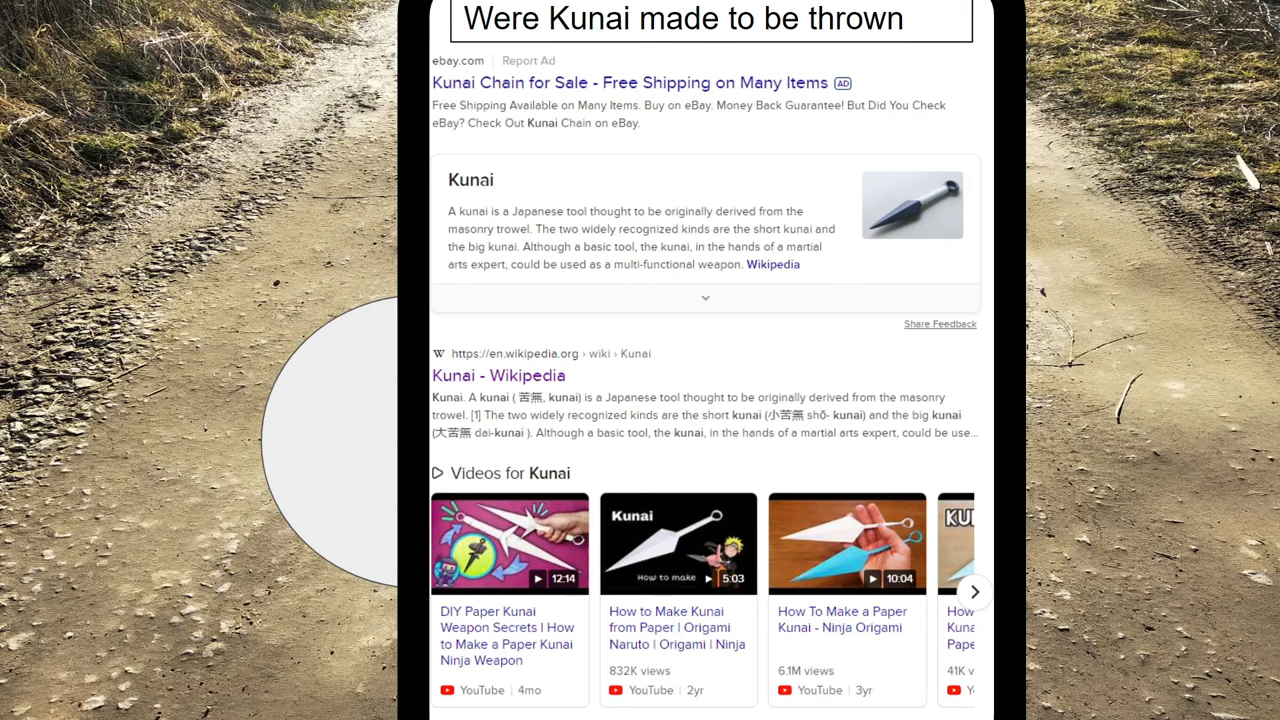 Were Kunai made to be thrown
ebay.com Report Ad
Kunai Chain for Sale - Free Shipping on Many Items AD
Free Shipping Available on Many Items. Buy on eBay. Money Back Guarantee! But Did You Check
eBay? Check Out Kunai Chain on eBay.
Kunai
A kunai is a Japanese tool thought to be originally derived from the
masonry trowel. The two widely recognized kinds are the short kunai and
the big kunai. Although a basic tool, the kunai, in the hands of a martial
arts expert, could be used as a multi-functional weapon. Wikipedia
Share Feedback
W https://en.wikipedia.org › wiki › Kunai
Kunai - Wikipedia
Kunai. A kunai ( 苦無, kunai) is a Japanese tool thought to be originally derived from the masonry
trowel. [1] The two widely recognized kinds are the short kunai (小苦無 shō- kunai) and the big kunai
(大苦無 dai-kunai ). Although a basic tool, the kunai, in the hands of a martial arts expert, could be use...
Videos for Kunai
12:14
Kunai
How to make
5:03
10:04
KU
DIY Paper Kunai
Weapon Secrets | How
to Make a Paper Kunai
Ninja Weapon
YouTube 4mo
How to Make Kunai
from Paper | Origami
Naruto | Origami | Ninja
832K views
YouTube 2yr
How To Make a Paper
Kunai - Ninja Origami
6.1M views
YouTube 3yr
How
Kuna
Pape
41K v
Y